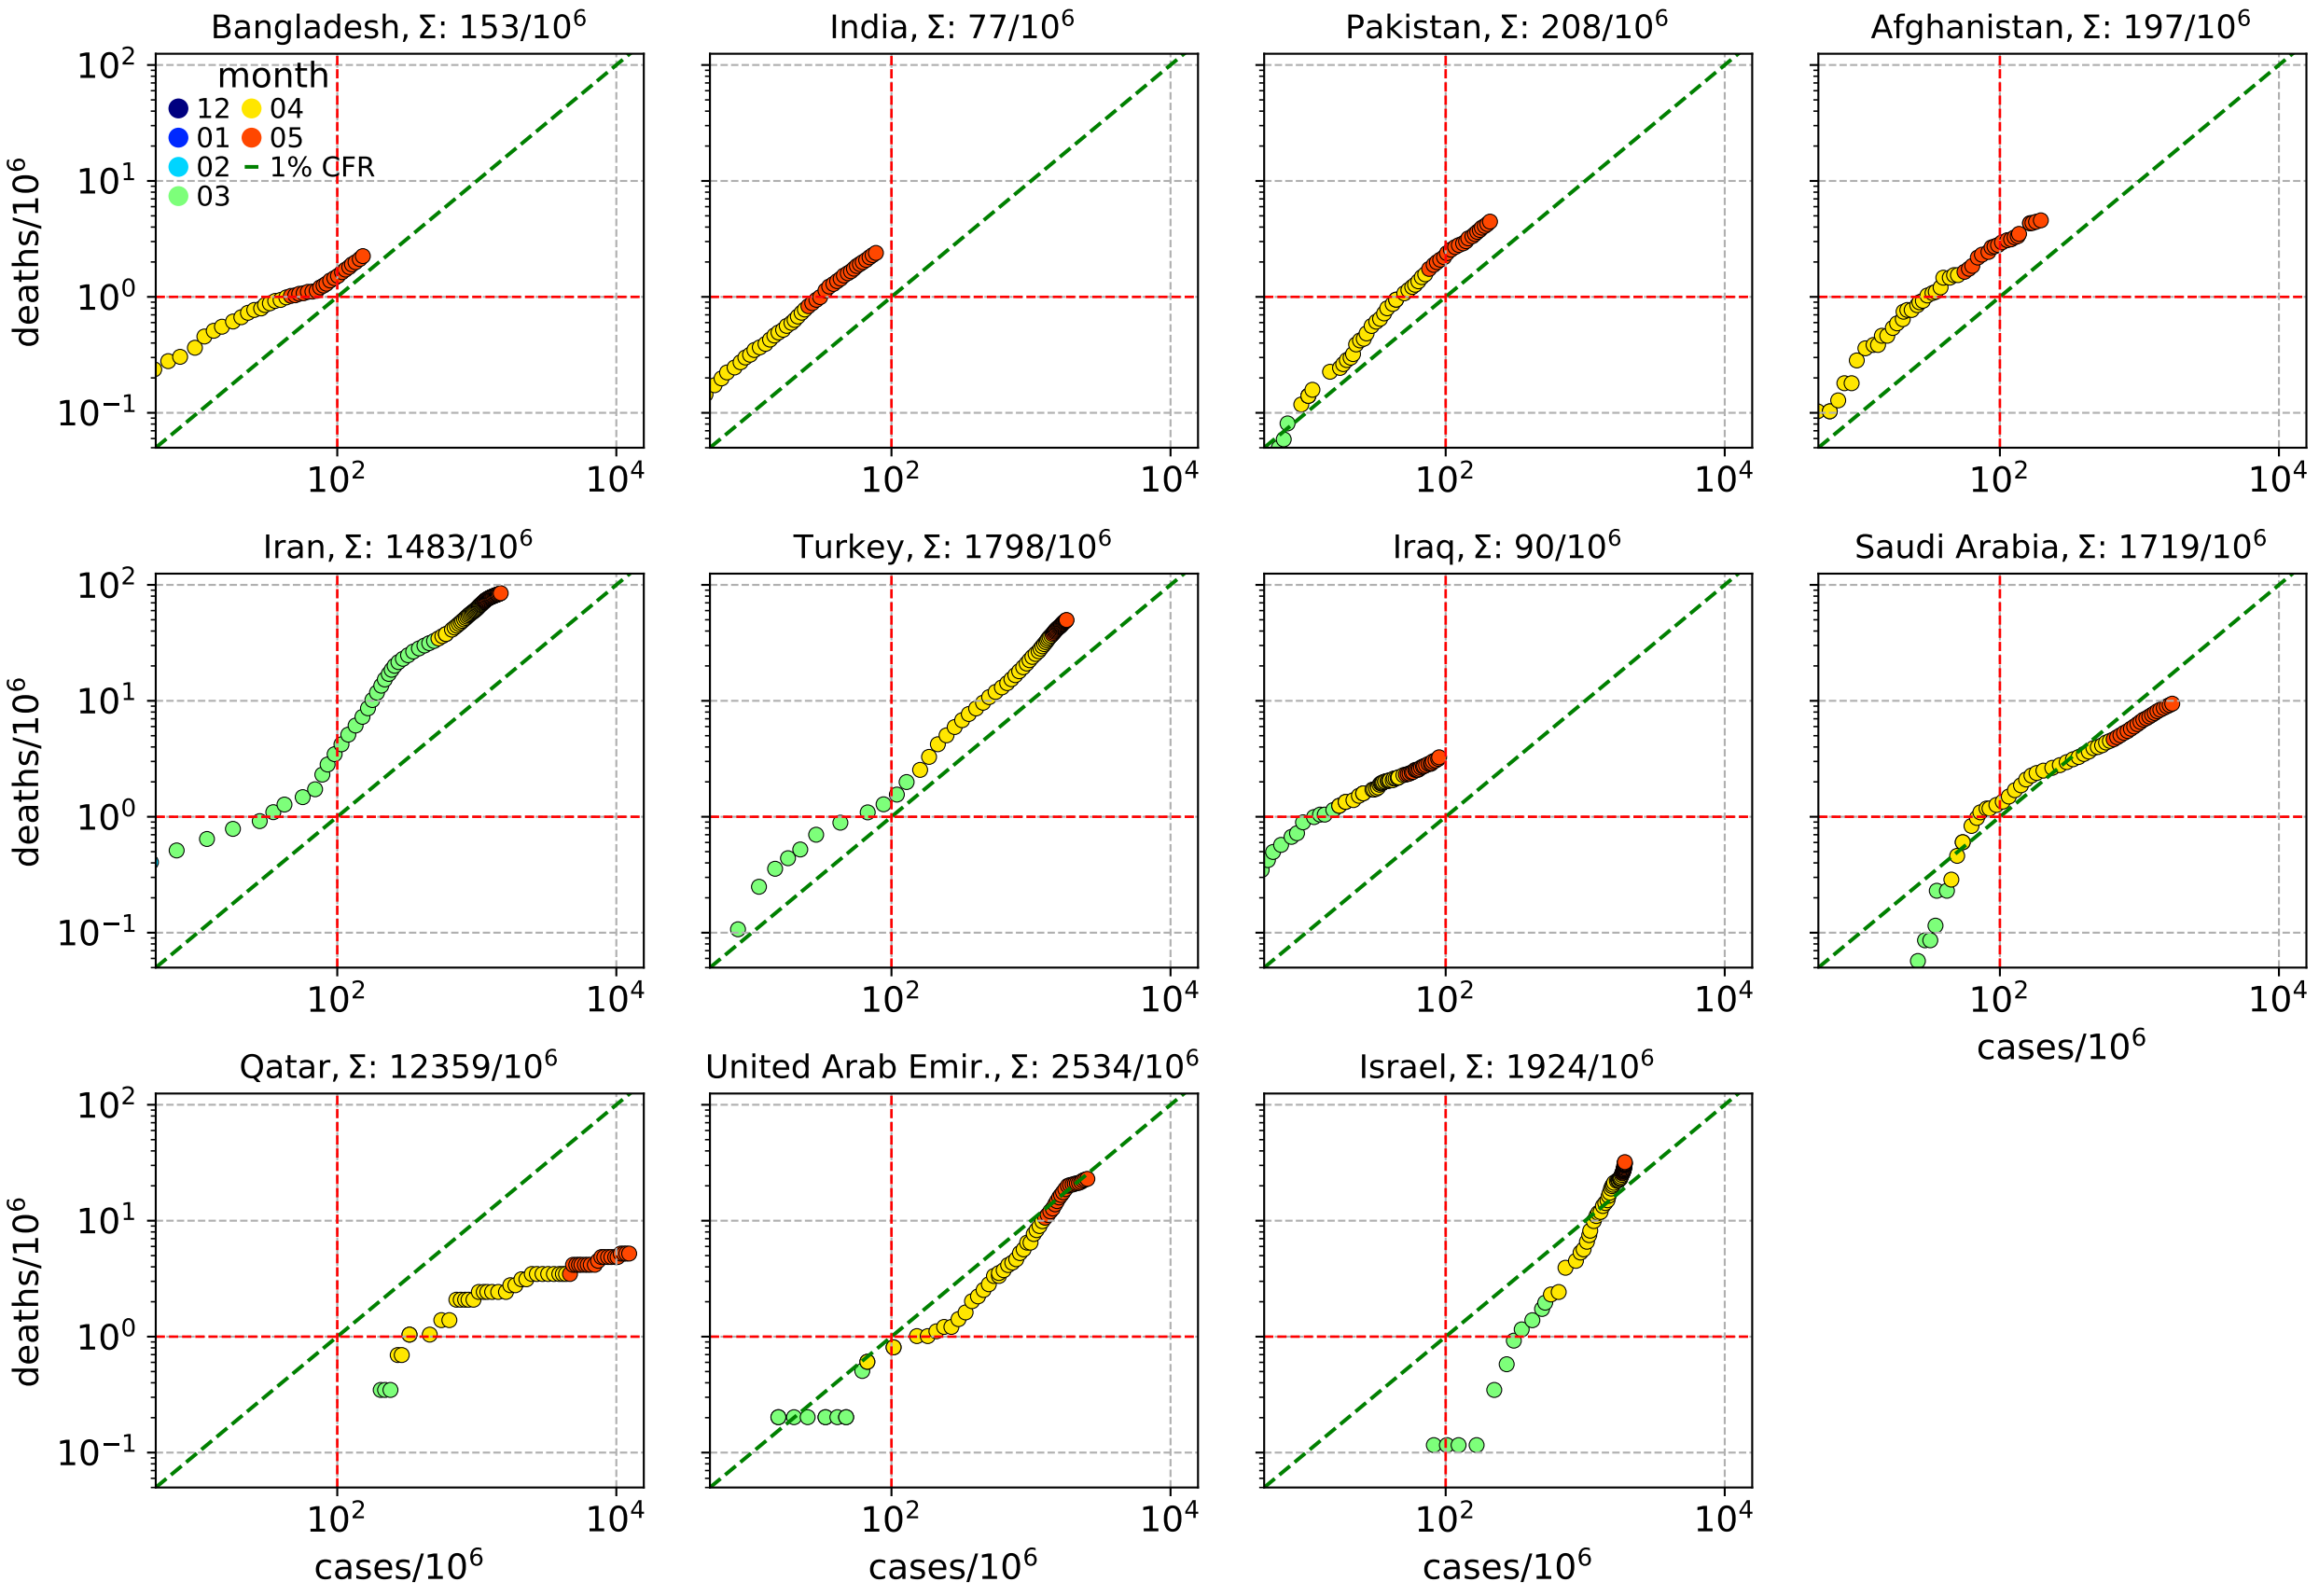 Bangladesh, Σ: 153/10⁶
India, Σ: 77/10⁶
Pakistan, Σ: 208/10⁶
Afghanistan, Σ: 197/10⁶
deaths/10⁶
10²
10¹
10⁰
10⁻¹
month
12 04
01 05
02 1% CFR
03
10² 10⁴
10² 10⁴
10² 10⁴
10² 10⁴
Iran, Σ: 1483/10⁶
Turkey, Σ: 1798/10⁶
Iraq, Σ: 90/10⁶
Saudi Arabia, Σ: 1719/10⁶
deaths/10⁶
10²
10¹
10⁰
10⁻¹
10² 10⁴
10² 10⁴
10² 10⁴
10² 10⁴
cases/10⁶
Qatar, Σ: 12359/10⁶
United Arab Emir., Σ: 2534/10⁶
Israel, Σ: 1924/10⁶
deaths/10⁶
10²
10¹
10⁰
10⁻¹
10² 10⁴
10² 10⁴
10² 10⁴
cases/10⁶
cases/10⁶
cases/10⁶